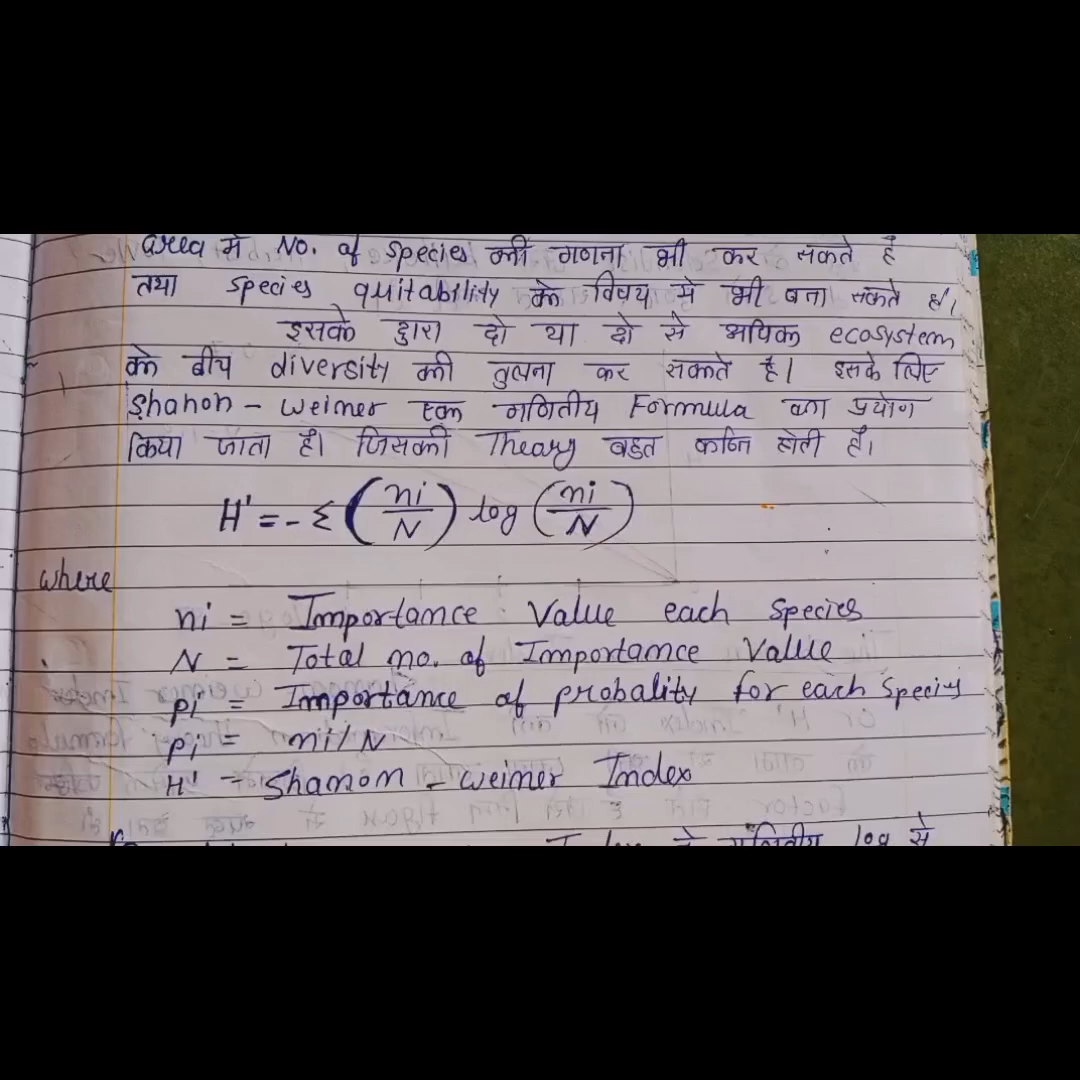 area में No. of species की गणना भी कर सकते है
तथा species quitability के विषय मे भी बता सकते है।
इसके द्वारा दो या दो से अधिक ecosystem
के बीच diversity की तुलना कर सकते है। इसके लिए
Shanon - Weimer एक गणितीय Formula का प्रयोग
किया जाता है। जिसकी Theary बहुत कठिन होती है।
H' = - Σ (ni/N) log (ni/N)
where
ni = Importance Value each species
N = Total no. of Importance Value
pi = Importance of probality for each Species
pi = ni/N
H' = Shanon - weimer Index
log से